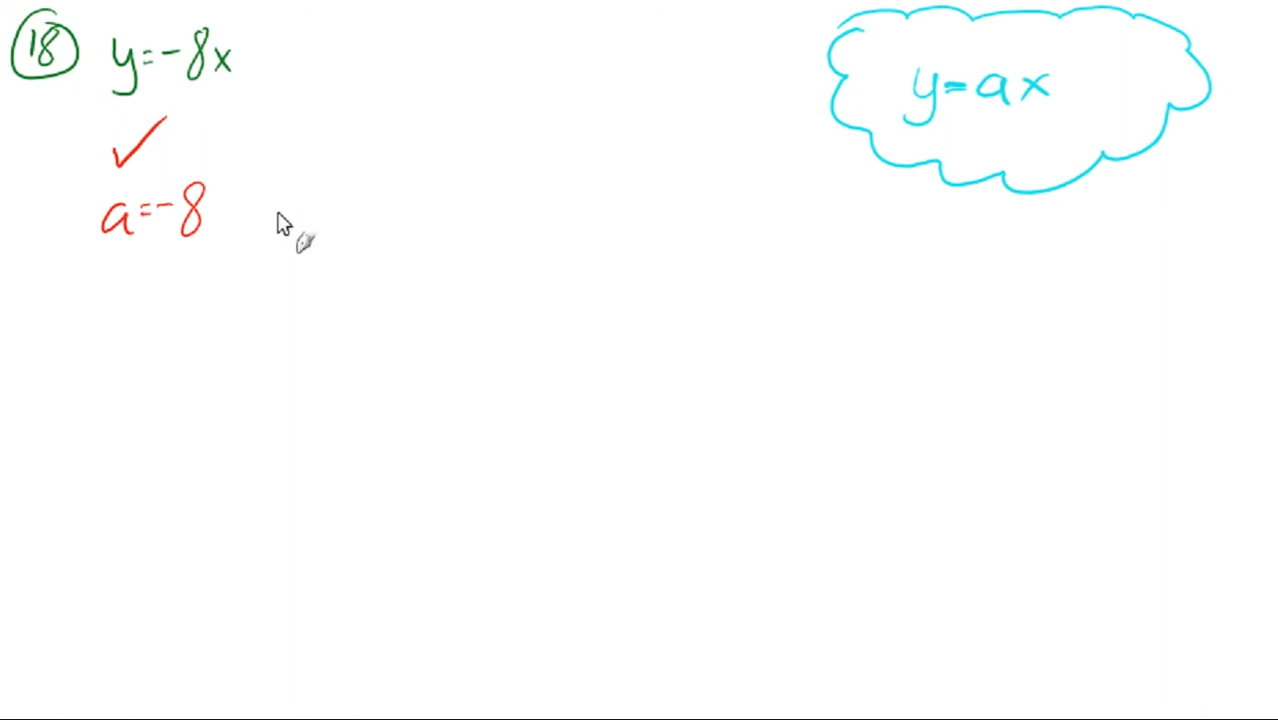 18 y=-8x
✓
a=-8
y=ax